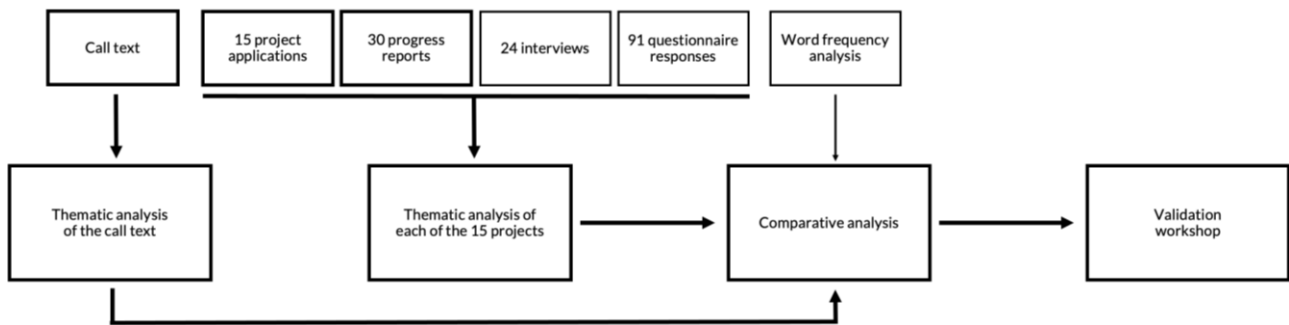 Call text
15 project
applications
30 progress
reports
24 interviews
91 questionnaire
responses
Word frequency
analysis
Thematic analysis
of the call text
Thematic analysis of
each of the 15 projects
Comparative analysis
Validation
workshop